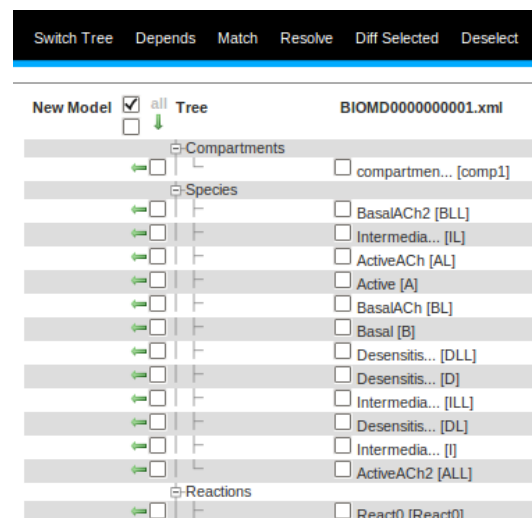 Switch Tree Depends Match Resolve Diff Selected Deselect
New Model all Tree BIOMD0000000001.xml
Compartments
compartmen... [comp1]
Species
BasalACh2 [BLL]
Intermedia... [IL]
ActiveACh [AL]
Active [A]
BasalACh [BL]
Basal [B]
Desensitis... [DLL]
Desensitis... [D]
Intermedia... [ILL]
Desensitis... [DL]
Intermedia... [I]
ActiveACh2 [ALL]
Reactions
React0 [React0]